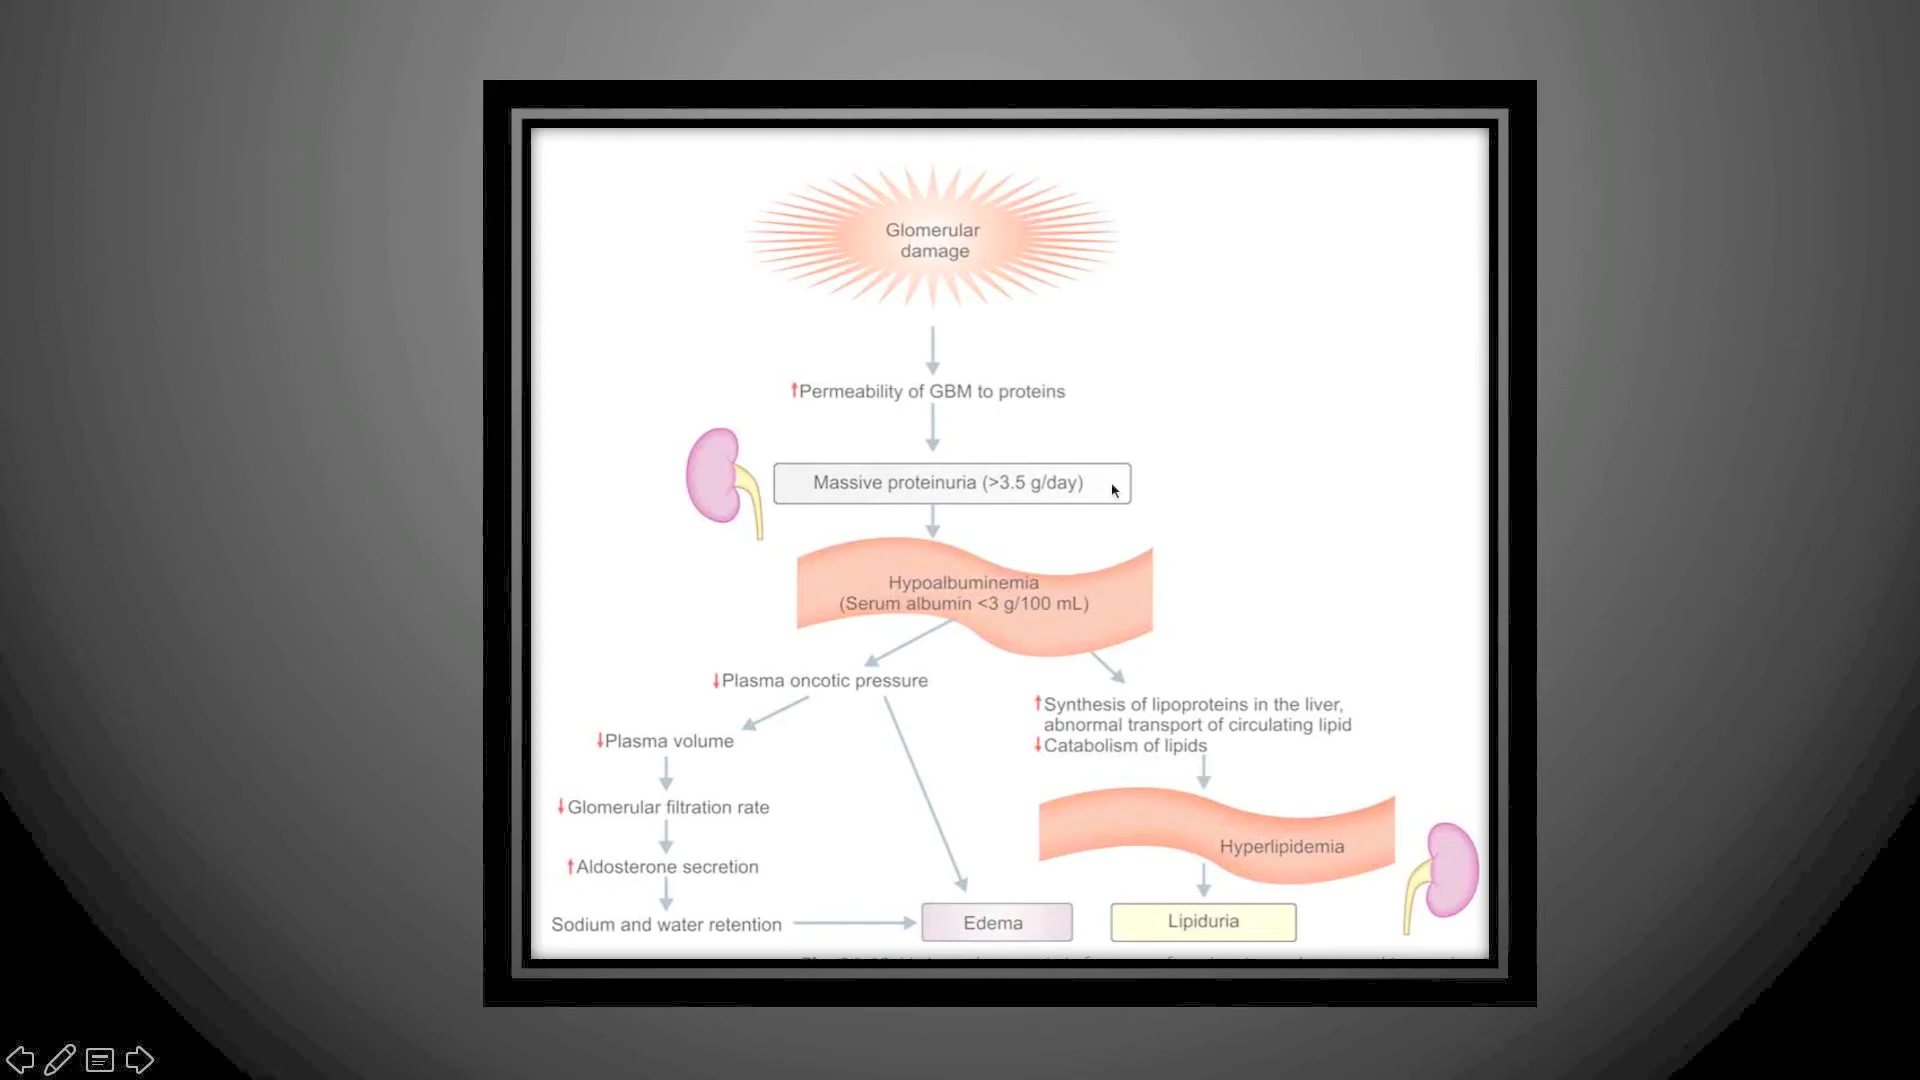 Glomerular
damage
↑Permeability of GBM to proteins
Massive proteinuria (>3.5 g/day)
Hypoalbuminemia
(Serum albumin <3 g/100 mL)
↓Plasma oncotic pressure
↑Synthesis of lipoproteins in the liver,
abnormal transport of circulating lipid
↓Catabolism of lipids
↓Plasma volume
↓Glomerular filtration rate
Hyperlipidemia
↑Aldosterone secretion
Sodium and water retention
Edema
Lipiduria